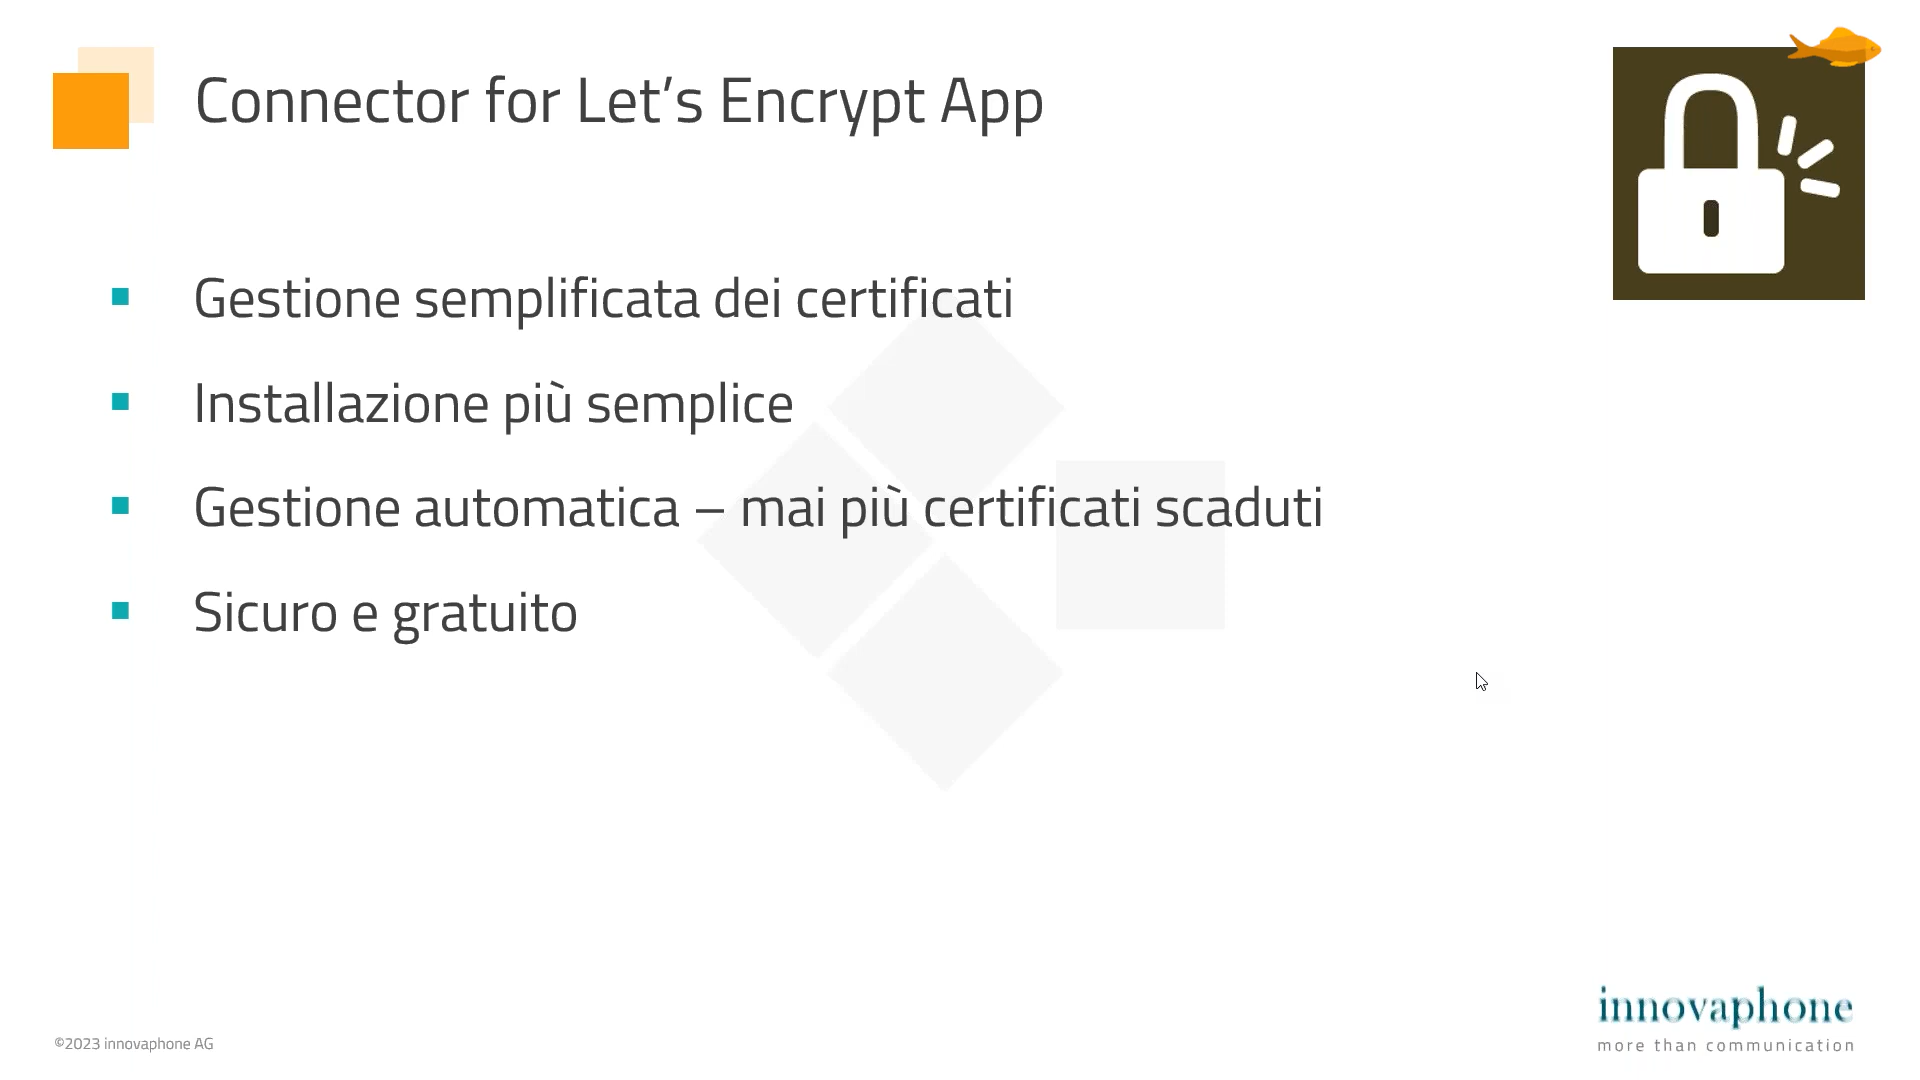 Connector for Let’s Encrypt App
Gestione semplificata dei certificati
Installazione più semplice
Gestione automatica – mai più certificati scaduti
Sicuro e gratuito
©2023 innovaphone AG
innovaphone
more than communication